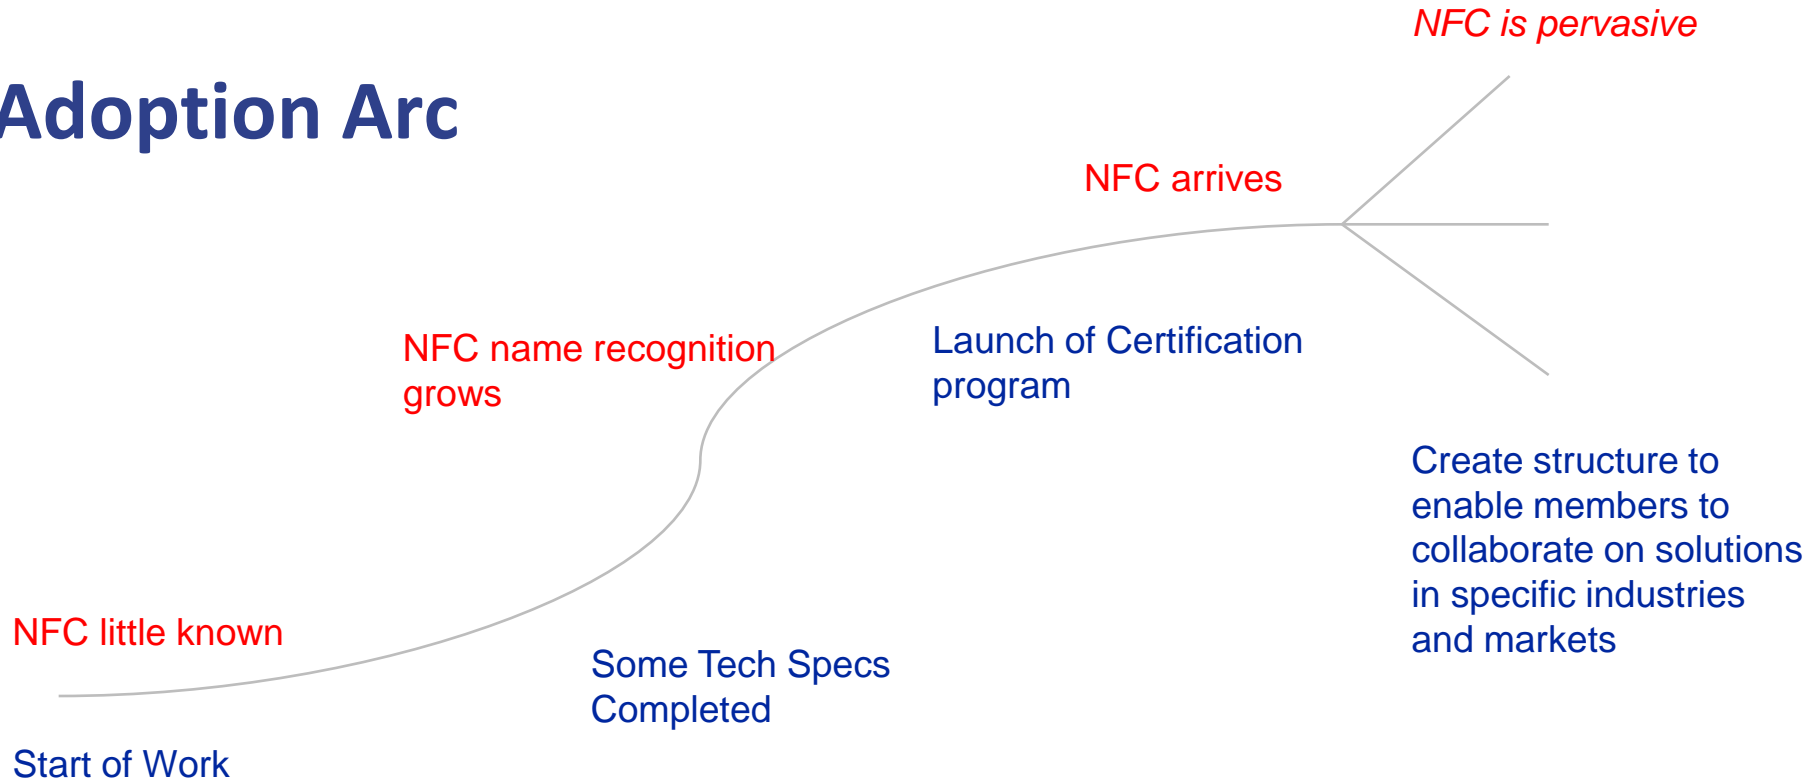 NFC is pervasive
Adoption Arc
NFC arrives
NFC name recognition
grows
Launch of Certification
program
Create structure to
enable members to
collaborate on solutions
in specific industries
and markets
NFC little known
Some Tech Specs
Completed
Start of Work